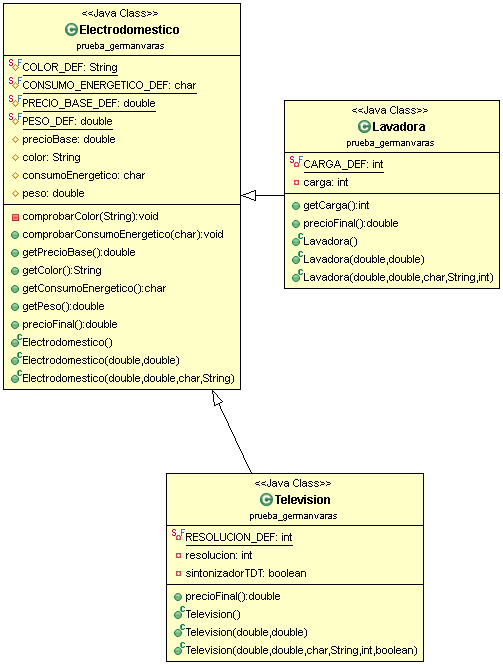 <<Java Class>>
Electrodomestico
prueba_germanvaras
COLOR_DEF: String
CONSUMO_ENERGETICO_DEF: char
PRECIO_BASE_DEF: double
PESO_DEF: double
precioBase: double
color: String
consumoEnergetico: char
peso: double
comprobarColor(String):void
comprobarConsumoEnergetico(char):void
getPrecioBase():double
getColor():String
getConsumoEnergetico():char
getPeso():double
precioFinal():double
Electrodomestico()
Electrodomestico(double,double)
Electrodomestico(double,double,char,String)
<<Java Class>>
Lavadora
prueba_germanvaras
CARGA_DEF: int
carga: int
getCarga():int
precioFinal():double
Lavadora()
Lavadora(double,double)
Lavadora(double,double,char,String,int)
<<Java Class>>
Television
prueba_germanvaras
RESOLUCION_DEF: int
resolucion: int
sintonizadorTDT: boolean
precioFinal():double
Television()
Television(double,double)
Television(double,double,char,String,int,boolean)